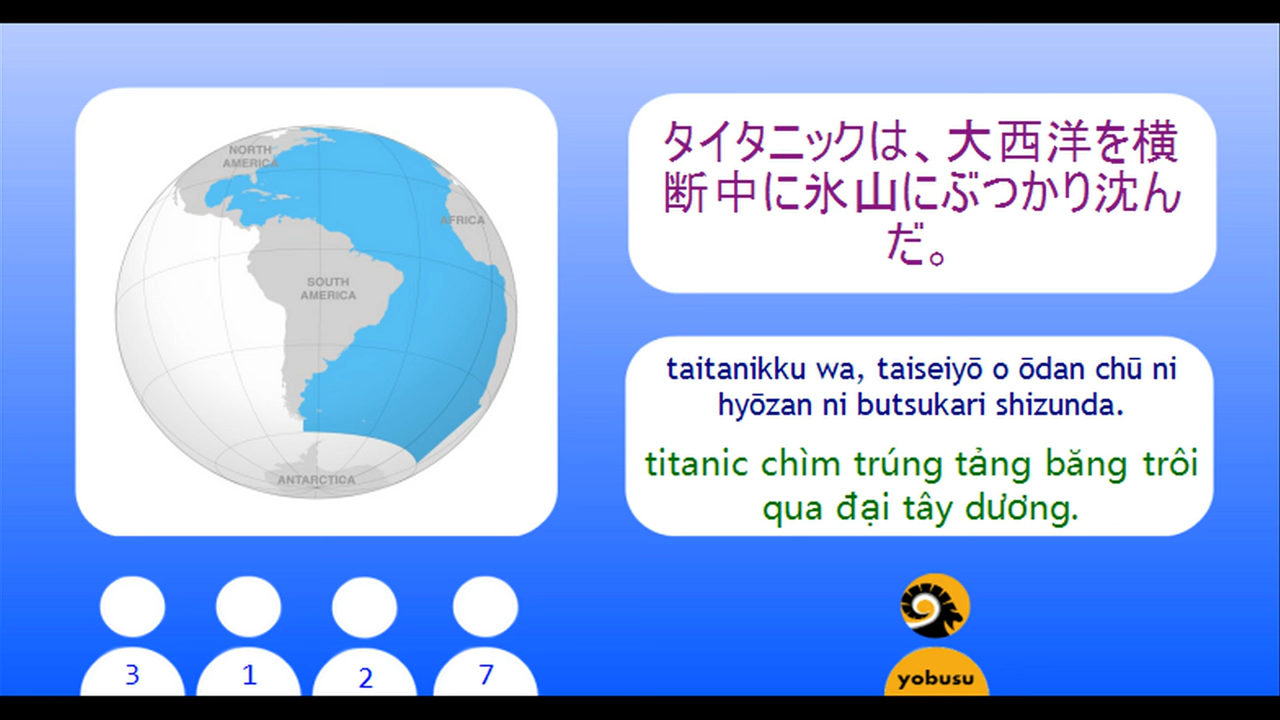 NORTH
AMERICA
AFRICA
SOUTH
AMERICA
ANTARCTICA
タイタニックは、大西洋を横
断中に氷山にぶつかり沈ん
だ。
taitanikku wa, taiseiyō o ōdan chū ni
hyōzan ni butsukari shizunda.
titanic chìm trúng tảng băng trôi
qua đại tây dương.
3 1 2 7
yobusu